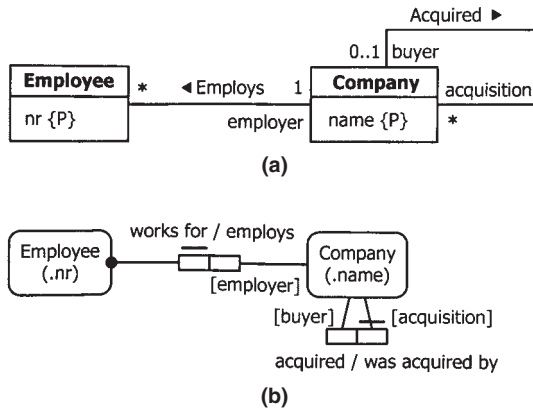 Acquired ►
0..1 buyer
Employee * ◄ Employs 1 Company acquisition
nr {P} employer name {P} *
(a)
works for / employs
Employee Company
(.nr) (.name)
[employer]
[buyer] [acquisition]
acquired / was acquired by
(b)